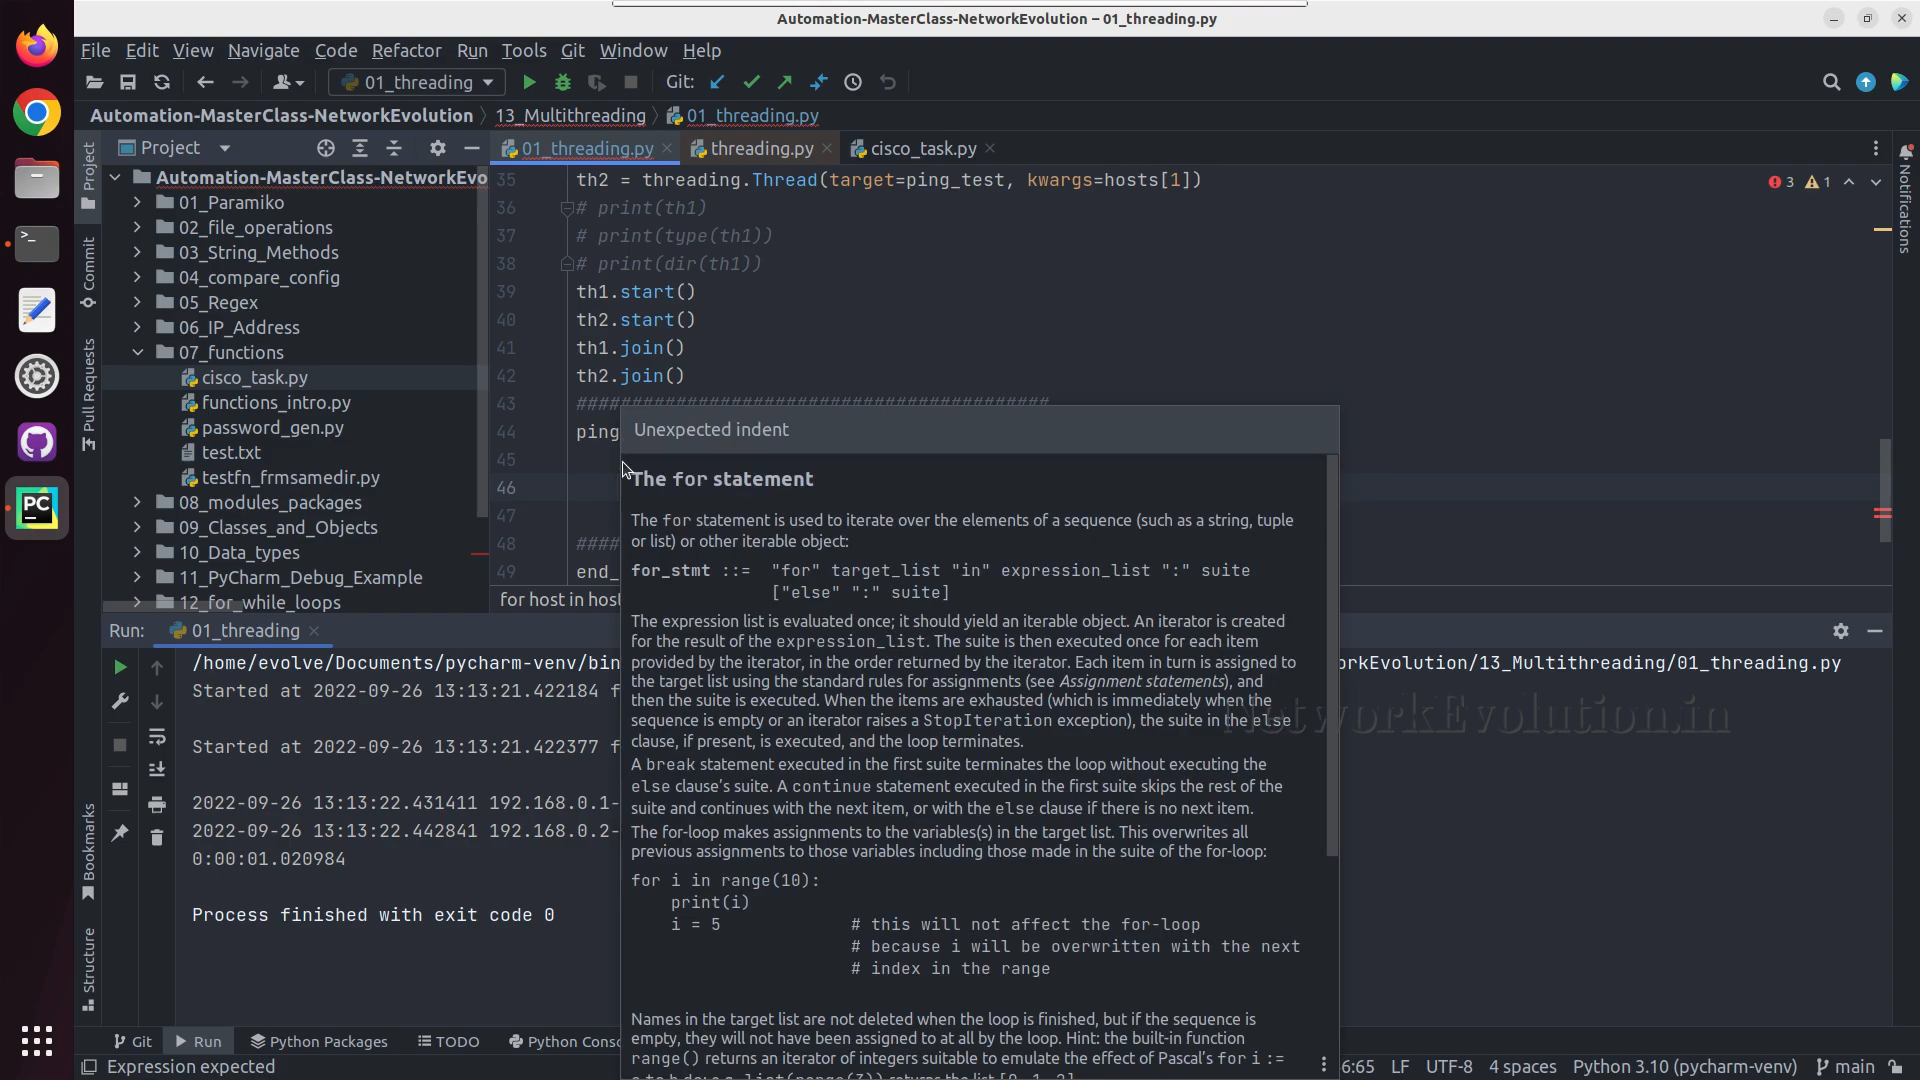 Automation-MasterClass-NetworkEvolution – 01_threading.py
File Edit View Navigate Code Refactor Run Tools Git Window Help
01_threading Git:
Automation-MasterClass-NetworkEvolution 13_Multithreading 01_threading.py
Project 01_threading.py threading.py cisco_task.py
Automation-MasterClass-NetworkEvo
01_Paramiko
02_file_operations
03_String_Methods
04_compare_config
05_Regex
06_IP_Address
07_functions
cisco_task.py
functions_intro.py
password_gen.py
test.txt
testfn_frmsamedir.py
08_modules_packages
09_Classes_and_Objects
10_Data_types
11_PyCharm_Debug_Example
12_for_while_loops
Project
Commit
Pull Requests
Bookmarks
Structure
Notifications
3 1
35 th2 = threading.Thread(target=ping_test, kwargs=hosts[1])
36 # print(th1)
37 # print(type(th1))
38 # print(dir(th1))
39 th1.start()
40 th2.start()
41 th1.join()
42 th2.join()
43 ###########################################
44 ping
45
46
47
48 ####
49 end_
for host in host
Unexpected indent
The for statement
The for statement is used to iterate over the elements of a sequence (such as a string, tuple
or list) or other iterable object:
for_stmt ::= "for" target_list "in" expression_list ":" suite
["else" ":" suite]
The expression list is evaluated once; it should yield an iterable object. An iterator is created
for the result of the expression_list. The suite is then executed once for each item
provided by the iterator, in the order returned by the iterator. Each item in turn is assigned to
the target list using the standard rules for assignments (see Assignment statements), and
then the suite is executed. When the items are exhausted (which is immediately when the
sequence is empty or an iterator raises a StopIteration exception), the suite in the else
clause, if present, is executed, and the loop terminates.
A break statement executed in the first suite terminates the loop without executing the
else clause's suite. A continue statement executed in the first suite skips the rest of the
suite and continues with the next item, or with the else clause if there is no next item.
The for-loop makes assignments to the variables(s) in the target list. This overwrites all
previous assignments to those variables including those made in the suite of the for-loop:
for i in range(10):
print(i)
i = 5 # this will not affect the for-loop
# because i will be overwritten with the next
# index in the range
Names in the target list are not deleted when the loop is finished, but if the sequence is
empty, they will not have been assigned to at all by the loop. Hint: the built-in function
range() returns an iterator of integers suitable to emulate the effect of Pascal's for i :=
Run: 01_threading
/home/evolve/Documents/pycharm-venv/bin
rkEvolution/13_Multithreading/01_threading.py
Started at 2022-09-26 13:13:21.422184 f
Started at 2022-09-26 13:13:21.422377 f
2022-09-26 13:13:22.431411 192.168.0.1-
2022-09-26 13:13:22.442841 192.168.0.2-
0:00:01.020984
Process finished with exit code 0
NetworkEvolution.in
Git Run Python Packages TODO Python Conso
Expression expected 6:65 LF UTF-8 4 spaces Python 3.10 (pycharm-venv) main